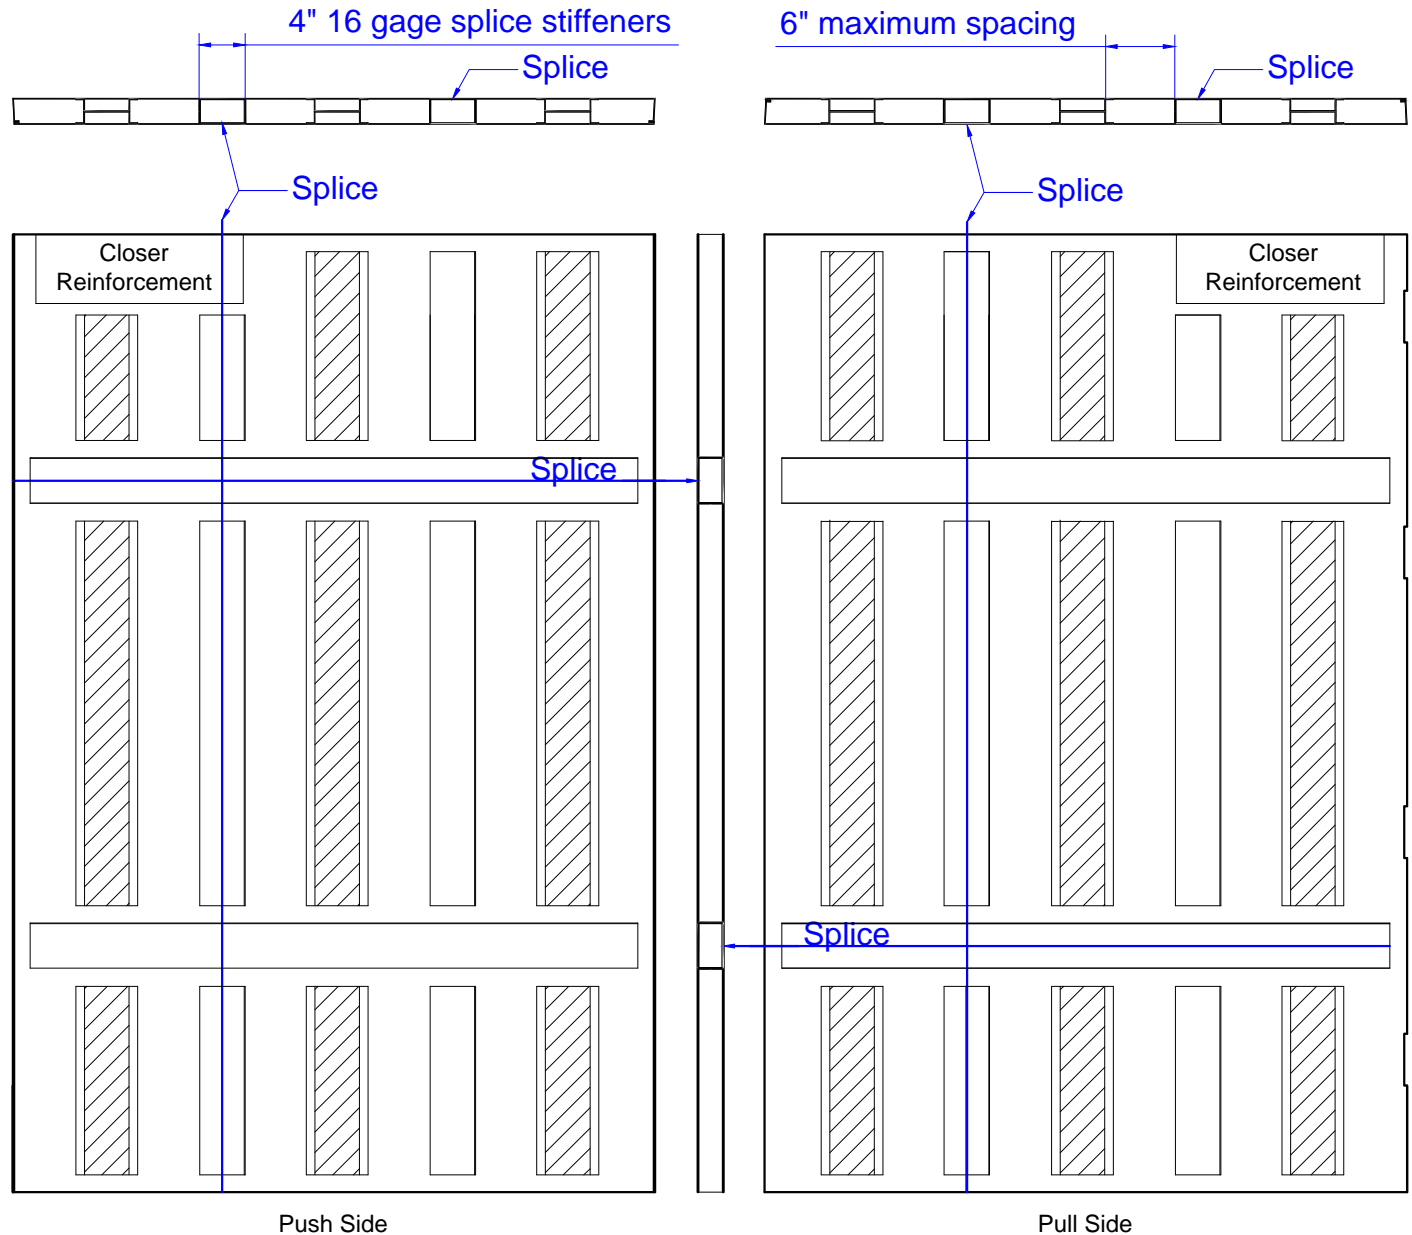 4" 16 gage splice stiffeners
6" maximum spacing
Splice
Splice
Splice
Splice
Closer
Reinforcement
Closer
Reinforcement
Splice
Splice
Push Side
Pull Side